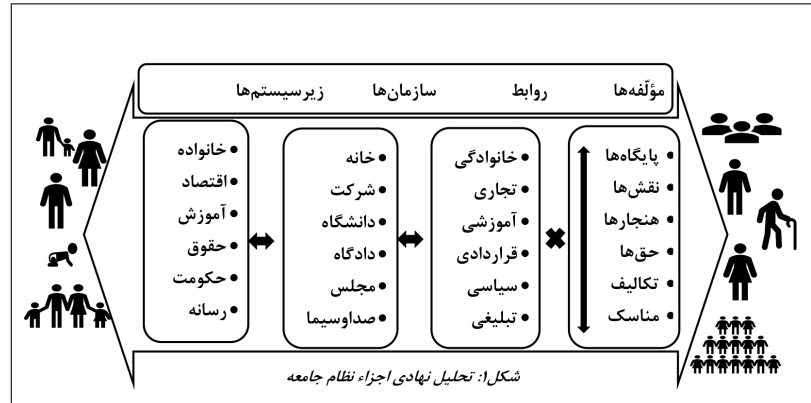 مؤلّفه‌ها روابط سازمان‌ها زیرسیستم‌ها
• پایگاه‌ها
• نقش‌ها
• هنجارها
• حق‌ها
• تکالیف
• مناسک
• خانوادگی
• تجاری
• آموزشی
• قراردادی
• سیاسی
• تبلیغی
• خانه
• شرکت
• دانشگاه
• دادگاه
• مجلس
• صداوسیما
• خانواده
• اقتصاد
• آموزش
• حقوق
• حکومت
• رسانه
شکل۱: تحلیل نهادی اجزاء نظام جامعه